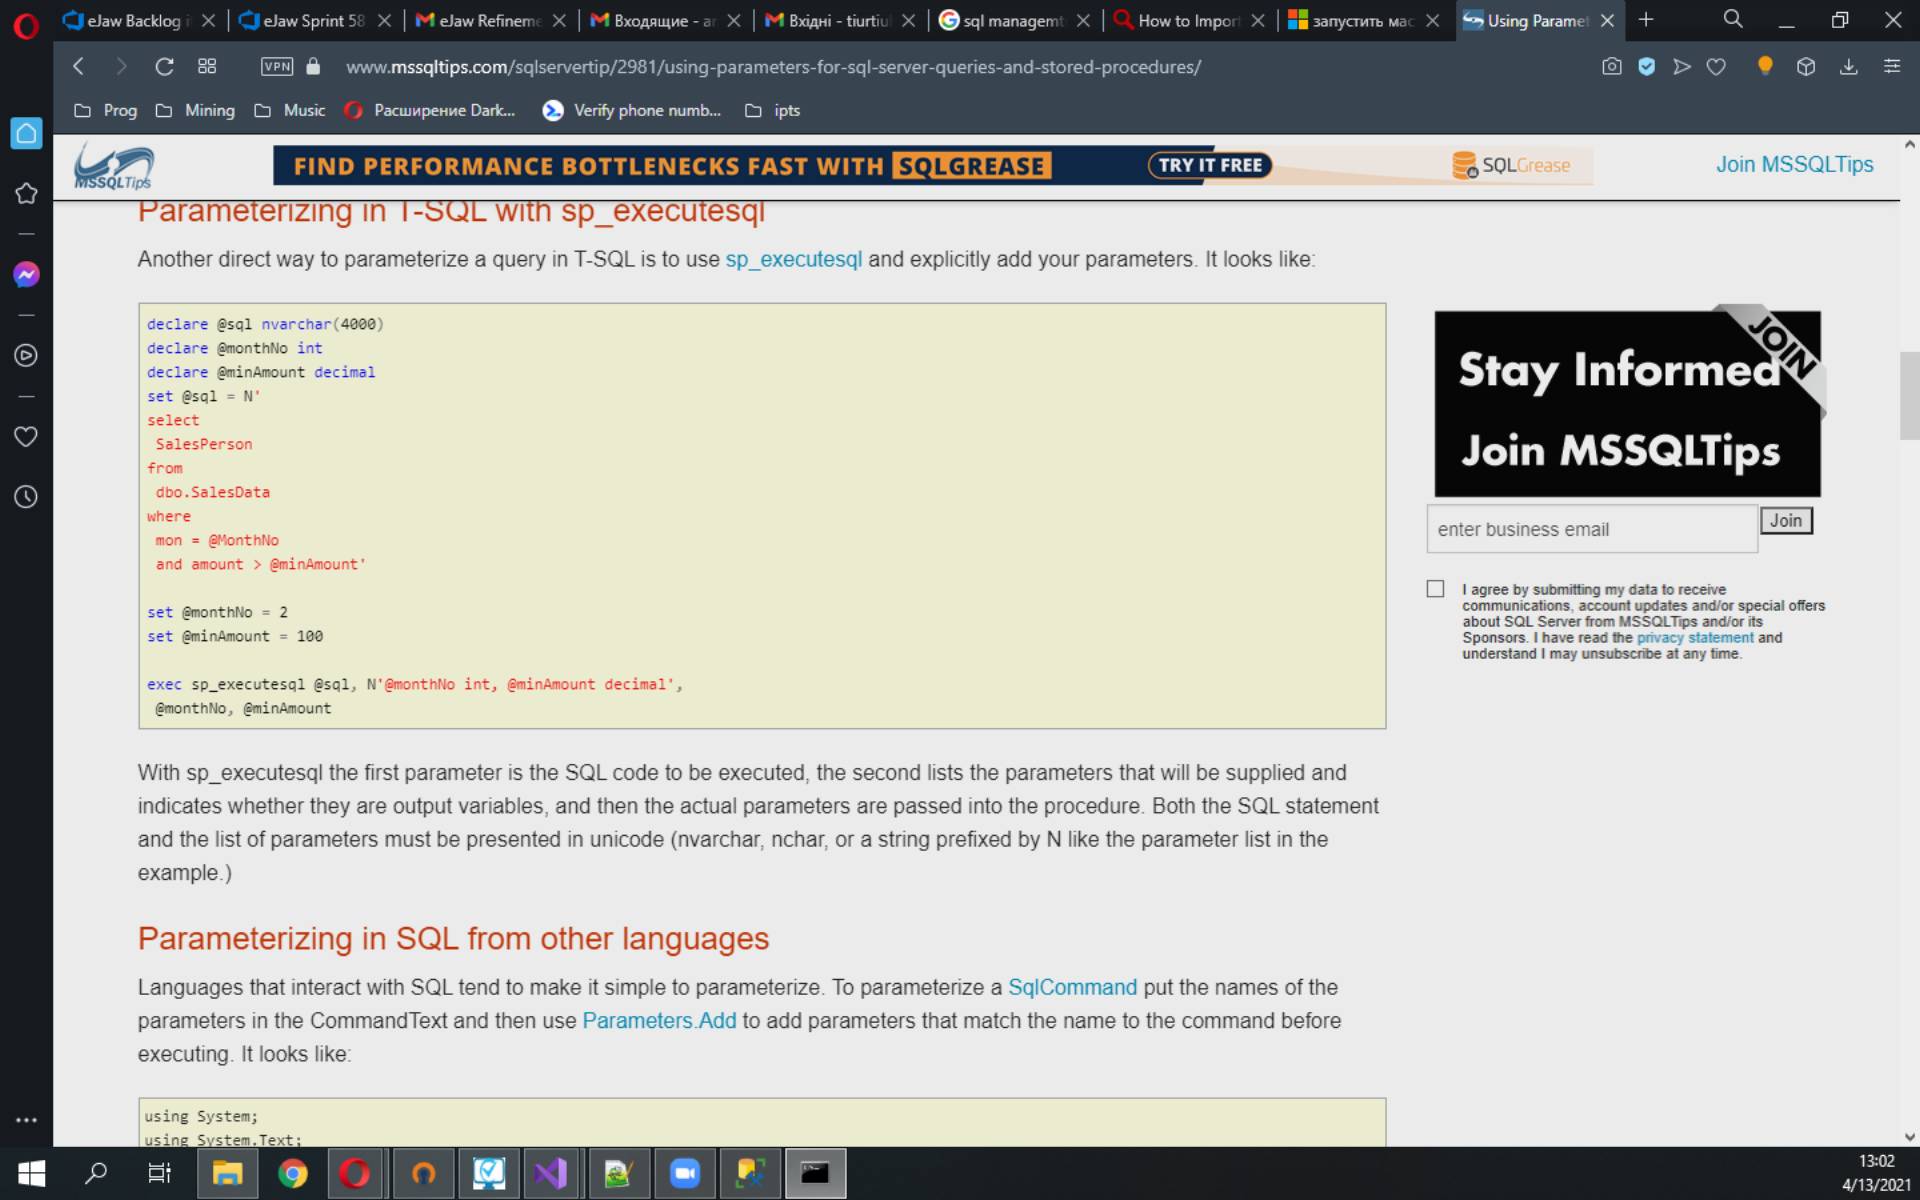 eJaw Backlog i
eJaw Sprint 58
eJaw Refineme
Входящие - ar
Вхідні - tiurtiul
sql managemt
How to Import
запустить мас
Using Paramet
VPN
www.mssqltips.com/sqlservertip/2981/using-parameters-for-sql-server-queries-and-stored-procedures/
Prog
Mining
Music
Расширение Dark...
Verify phone numb...
ipts
MSSQLTips
FIND PERFORMANCE BOTTLENECKS FAST WITH SQLGREASE
TRY IT FREE
SQLGrease
Join MSSQLTips
Parameterizing in T-SQL with sp_executesql
Another direct way to parameterize a query in T-SQL is to use sp_executesql and explicitly add your parameters. It looks like:
declare @sql nvarchar(4000)
declare @monthNo int
declare @minAmount decimal
set @sql = N'
select
SalesPerson
from
dbo.SalesData
where
mon = @MonthNo
and amount > @minAmount'
set @monthNo = 2
set @minAmount = 100
exec sp_executesql @sql, N'@monthNo int, @minAmount decimal',
@monthNo, @minAmount
JOIN
Stay Informed
Join MSSQLTips
enter business email
Join
I agree by submitting my data to receive
communications, account updates and/or special offers
about SQL Server from MSSQLTips and/or its
Sponsors. I have read the privacy statement and
understand I may unsubscribe at any time.
With sp_executesql the first parameter is the SQL code to be executed, the second lists the parameters that will be supplied and
indicates whether they are output variables, and then the actual parameters are passed into the procedure. Both the SQL statement
and the list of parameters must be presented in unicode (nvarchar, nchar, or a string prefixed by N like the parameter list in the
example.)
Parameterizing in SQL from other languages
Languages that interact with SQL tend to make it simple to parameterize. To parameterize a SqlCommand put the names of the
parameters in the CommandText and then use Parameters.Add to add parameters that match the name to the command before
executing. It looks like:
using System;
using System.Text;
13:02
4/13/2021